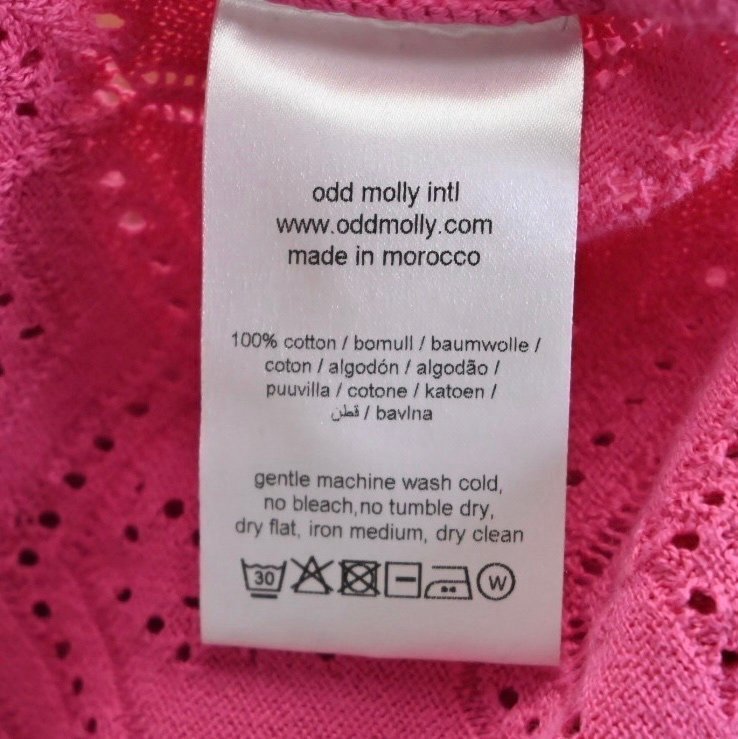 odd molly intl
www.oddmolly.com
made in morocco
100% cotton / bomull / baumwolle /
coton / algodón / algodão /
puuvilla / cotone / katoen /
قطن / bavlna
gentle machine wash cold,
no bleach,no tumble dry,
dry flat, iron medium, dry clean
30 W